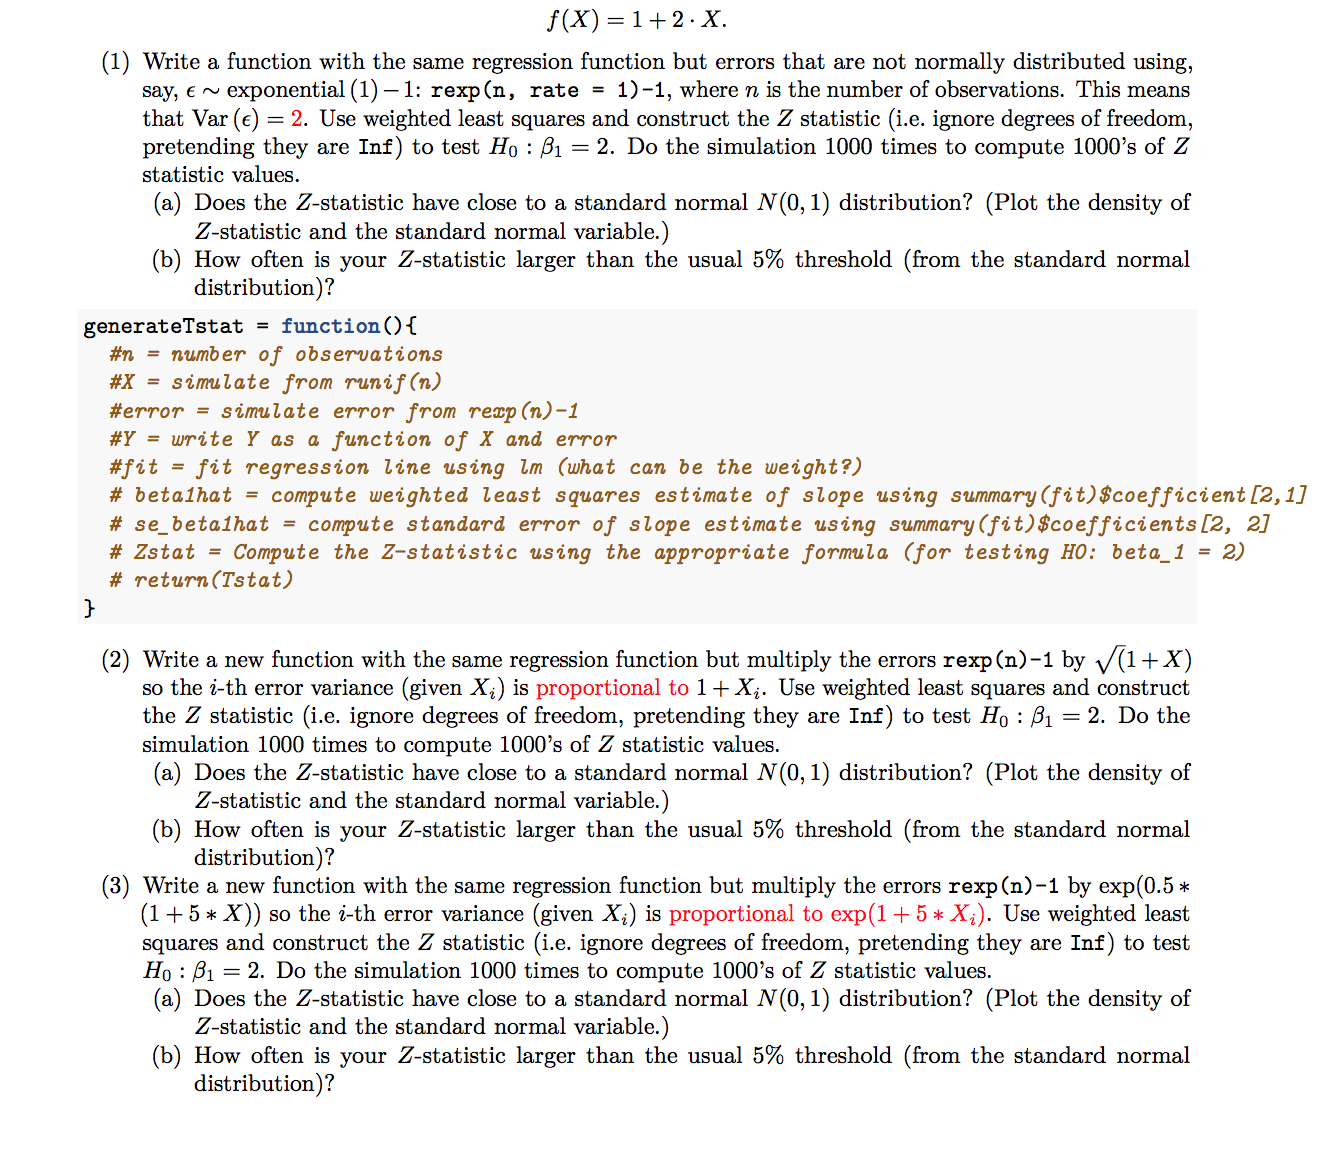 f(X) = 1 + 2 · X.
(1) Write a function with the same regression function but errors that are not normally distributed using,
say, ϵ ∼ exponential (1) − 1: rexp(n, rate = 1)-1, where n is the number of observations. This means
that Var (ϵ) = 2. Use weighted least squares and construct the Z statistic (i.e. ignore degrees of freedom,
pretending they are Inf) to test H₀ : β₁ = 2. Do the simulation 1000 times to compute 1000's of Z
statistic values.
(a) Does the Z-statistic have close to a standard normal N(0, 1) distribution? (Plot the density of
Z-statistic and the standard normal variable.)
(b) How often is your Z-statistic larger than the usual 5% threshold (from the standard normal
distribution)?
generateTstat = function(){
#n = number of observations
#X = simulate from runif(n)
#error = simulate error from rexp(n)-1
#Y = write Y as a function of X and error
#fit = fit regression line using lm (what can be the weight?)
# beta1hat = compute weighted least squares estimate of slope using summary(fit)$coefficient[2,1]
# se_beta1hat = compute standard error of slope estimate using summary(fit)$coefficients[2, 2]
# Zstat = Compute the Z-statistic using the appropriate formula (for testing H0: beta_1 = 2)
# return(Tstat)
}
(2) Write a new function with the same regression function but multiply the errors rexp(n)-1 by √(1 + X)
so the i-th error variance (given Xᵢ) is proportional to 1 + Xᵢ. Use weighted least squares and construct
the Z statistic (i.e. ignore degrees of freedom, pretending they are Inf) to test H₀ : β₁ = 2. Do the
simulation 1000 times to compute 1000's of Z statistic values.
(a) Does the Z-statistic have close to a standard normal N(0, 1) distribution? (Plot the density of
Z-statistic and the standard normal variable.)
(b) How often is your Z-statistic larger than the usual 5% threshold (from the standard normal
distribution)?
(3) Write a new function with the same regression function but multiply the errors rexp(n)-1 by exp(0.5 ∗
(1 + 5 ∗ X)) so the i-th error variance (given Xᵢ) is proportional to exp(1 + 5 ∗ Xᵢ). Use weighted least
squares and construct the Z statistic (i.e. ignore degrees of freedom, pretending they are Inf) to test
H₀ : β₁ = 2. Do the simulation 1000 times to compute 1000's of Z statistic values.
(a) Does the Z-statistic have close to a standard normal N(0, 1) distribution? (Plot the density of
Z-statistic and the standard normal variable.)
(b) How often is your Z-statistic larger than the usual 5% threshold (from the standard normal
distribution)?